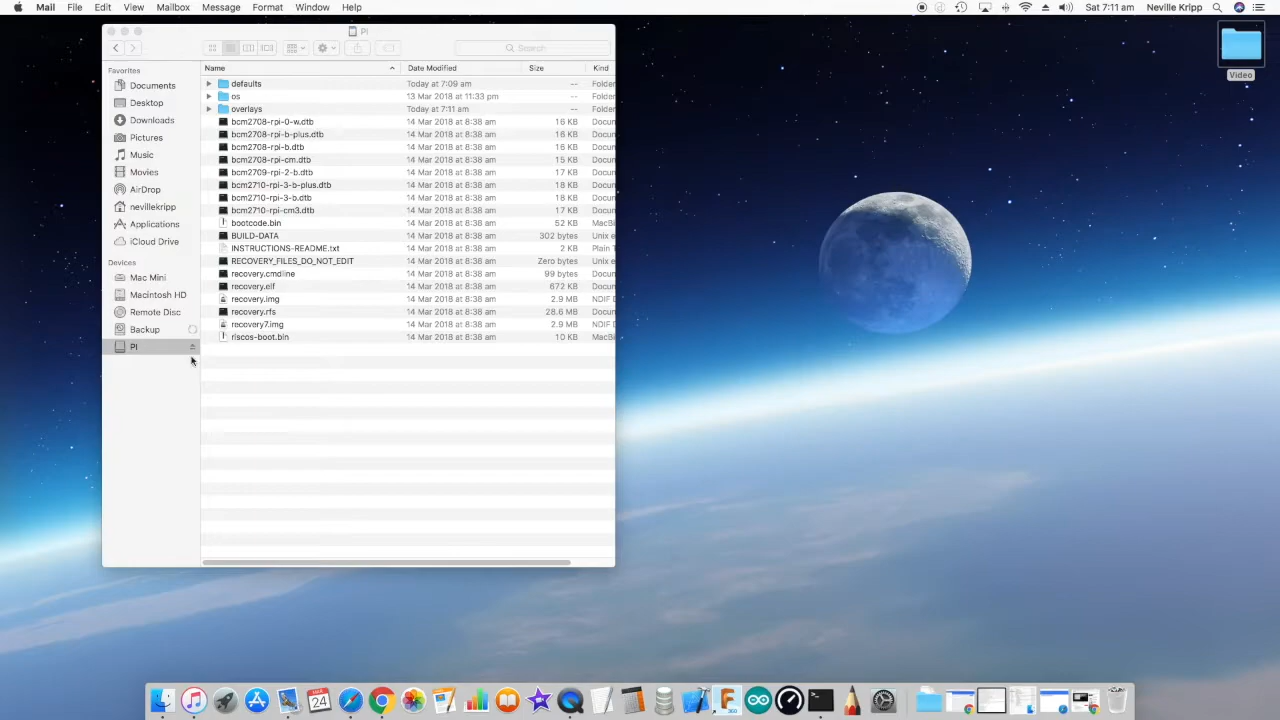 Mail File Edit View Mailbox Message Format Window Help Sat 7:11 am Neville Kripp
PI
Search
Video
Favorites
Documents
Desktop
Downloads
Pictures
Music
Movies
AirDrop
nevillekripp
Applications
iCloud Drive
Devices
Mac Mini
Macintosh HD
Remote Disc
Backup
PI
Name Date Modified Size Kind
defaults Today at 7:09 am -- Folder
os 13 Mar 2018 at 11:33 pm -- Folder
overlays Today at 7:11 am -- Folder
bcm2708-rpi-0-w.dtb 14 Mar 2018 at 8:38 am 16 KB Docum
bcm2708-rpi-b-plus.dtb 14 Mar 2018 at 8:38 am 16 KB Docum
bcm2708-rpi-b.dtb 14 Mar 2018 at 8:38 am 16 KB Docum
bcm2708-rpi-cm.dtb 14 Mar 2018 at 8:38 am 15 KB Docum
bcm2709-rpi-2-b.dtb 14 Mar 2018 at 8:38 am 17 KB Docum
bcm2710-rpi-3-b-plus.dtb 14 Mar 2018 at 8:38 am 18 KB Docum
bcm2710-rpi-3-b.dtb 14 Mar 2018 at 8:38 am 18 KB Docum
bcm2710-rpi-cm3.dtb 14 Mar 2018 at 8:38 am 17 KB Docum
bootcode.bin 14 Mar 2018 at 8:38 am 52 KB MacBi
BUILD-DATA 14 Mar 2018 at 8:38 am 302 bytes Unix e
INSTRUCTIONS-README.txt 14 Mar 2018 at 8:38 am 2 KB Plain T
RECOVERY_FILES_DO_NOT_EDIT 14 Mar 2018 at 8:38 am Zero bytes Unix e
recovery.cmdline 14 Mar 2018 at 8:38 am 99 bytes Docum
recovery.elf 14 Mar 2018 at 8:38 am 672 KB Docum
recovery.img 14 Mar 2018 at 8:38 am 2.9 MB NDIF D
recovery.rfs 14 Mar 2018 at 8:38 am 28.6 MB Docum
recovery7.img 14 Mar 2018 at 8:38 am 2.9 MB NDIF D
riscos-boot.bin 14 Mar 2018 at 8:38 am 10 KB MacBi
24
360